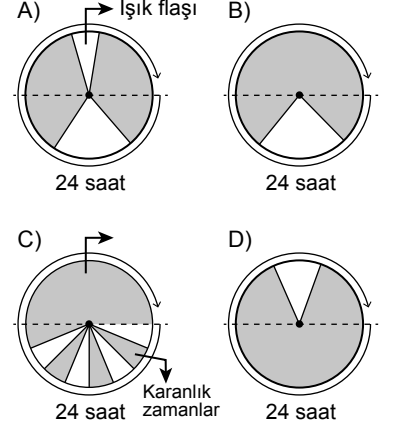 A)
Işık flaşı
B)
24 saat
24 saat
C)
D)
Karanlık
zamanlar
24 saat
24 saat